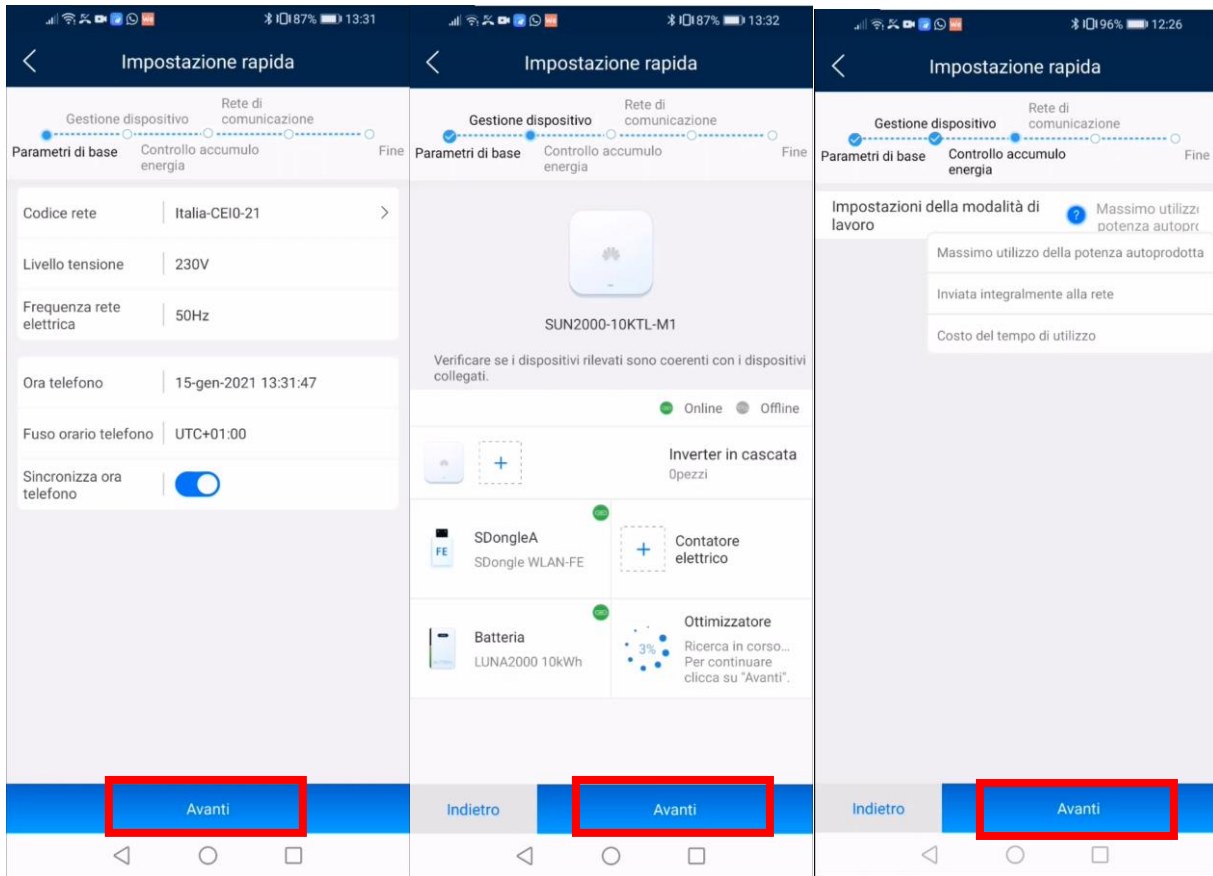 87% 13:31
Impostazione rapida
Gestione dispositivo
Rete di
comunicazione
Parametri di base
Controllo accumulo
energia
Fine
Codice rete
Italia-CEI0-21
Livello tensione
230V
Frequenza rete
elettrica
50Hz
Ora telefono
15-gen-2021 13:31:47
Fuso orario telefono
UTC+01:00
Sincronizza ora
telefono
Avanti
87% 13:32
Impostazione rapida
Gestione dispositivo
Rete di
comunicazione
Parametri di base
Controllo accumulo
energia
Fine
SUN2000-10KTL-M1
Verificare se i dispositivi rilevati sono coerenti con i dispositivi
collegati.
Online
Offline
Inverter in cascata
0pezzi
FE
SDongleA
SDongle WLAN-FE
Contatore
elettrico
Batteria
LUNA2000 10kWh
3%
Ottimizzatore
Ricerca in corso...
Per continuare
clicca su "Avanti".
Indietro
Avanti
96% 12:26
Impostazione rapida
Gestione dispositivo
Rete di
comunicazione
Parametri di base
Controllo accumulo
energia
Fine
Impostazioni della modalità di
lavoro
?
Massimo utilizz
potenza autopr
Massimo utilizzo della potenza autoprodotta
Inviata integralmente alla rete
Costo del tempo di utilizzo
Indietro
Avanti